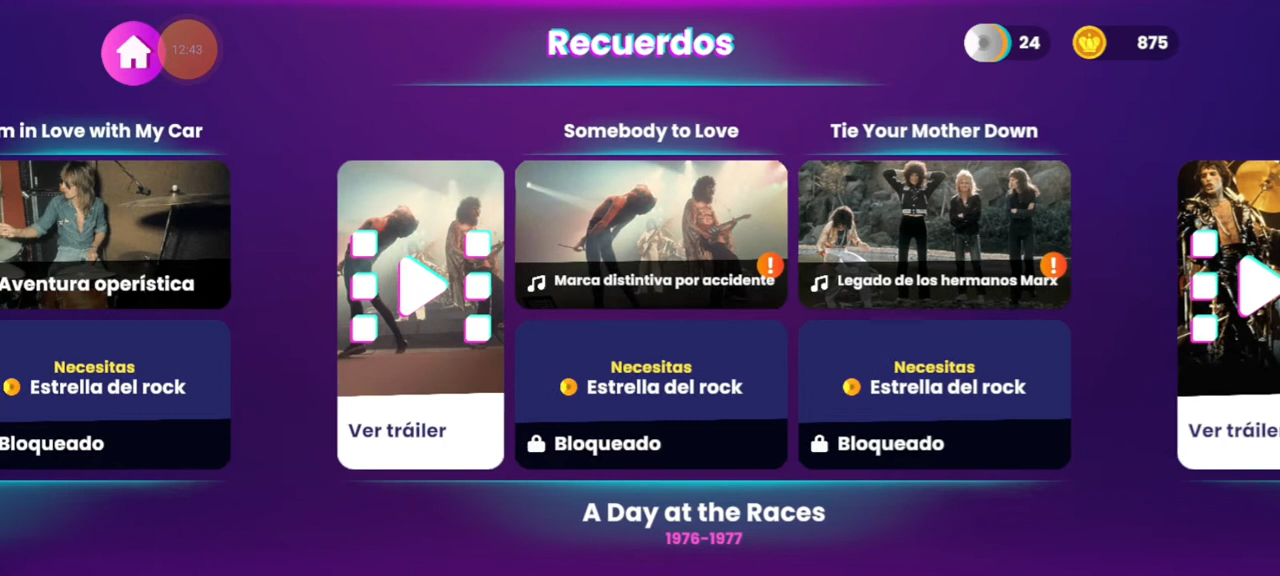 12:43
Recuerdos
24
875
m in Love with My Car
Somebody to Love
Tie Your Mother Down
Aventura operística
Marca distintiva por accidente
!
Legado de los hermanos Marx
!
Necesitas
Estrella del rock
Necesitas
Estrella del rock
Necesitas
Estrella del rock
Bloqueado
Ver tráiler
Bloqueado
Bloqueado
Ver tráile
A Day at the Races
1976-1977